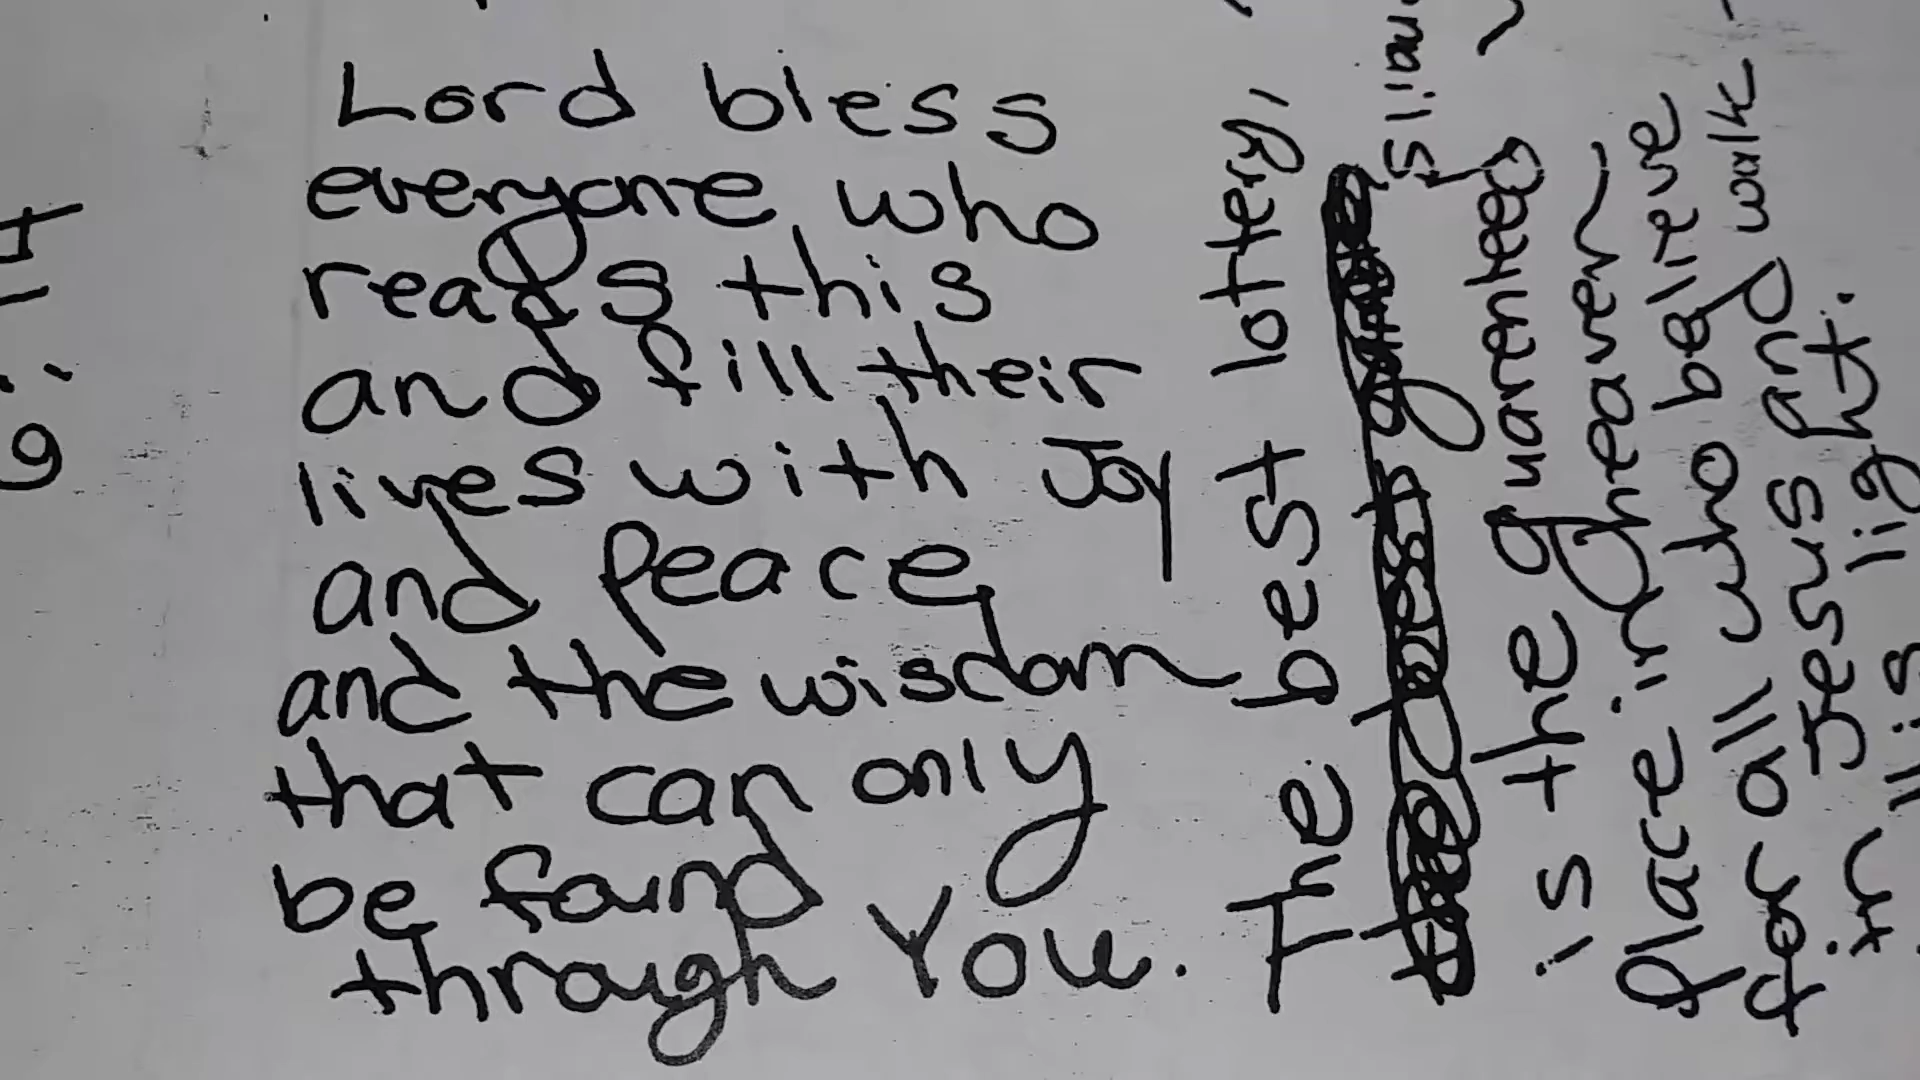 Lord bless
everyone who
reads this
and fill their
lives with Joy
and Peace
and the wisdom
that can only
be found
through You.
The best lottery,
is the guaranteed
place in heaven
for all who believe
in Jesus and walk
in His light.